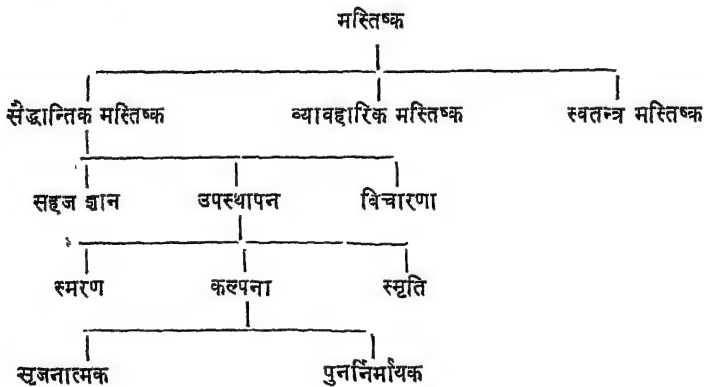 मस्तिष्क
सैद्धान्तिक मस्तिष्क व्यावहारिक मस्तिष्क स्वतन्त्र मस्तिष्क
सहज ज्ञान उपस्थापन विचारणा
स्मरण कल्पना स्मृति
सृजनात्मक पुनर्निर्मायक